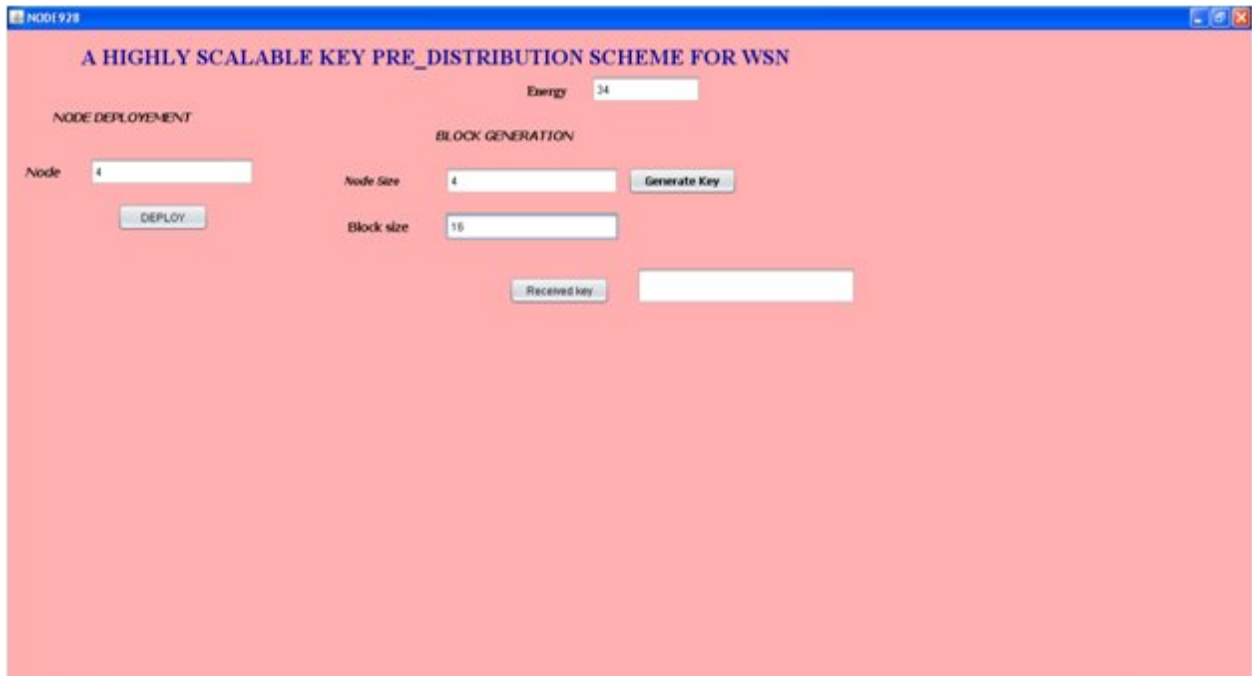 NODE928
A HIGHLY SCALABLE KEY PRE_DISTRIBUTION SCHEME FOR WSN
Energy 34
NODE DEPLOYEMENT
BLOCK GENERATION
Node 4
Node Size 4 Generate Key
DEPLOY
Block size 16
Received key